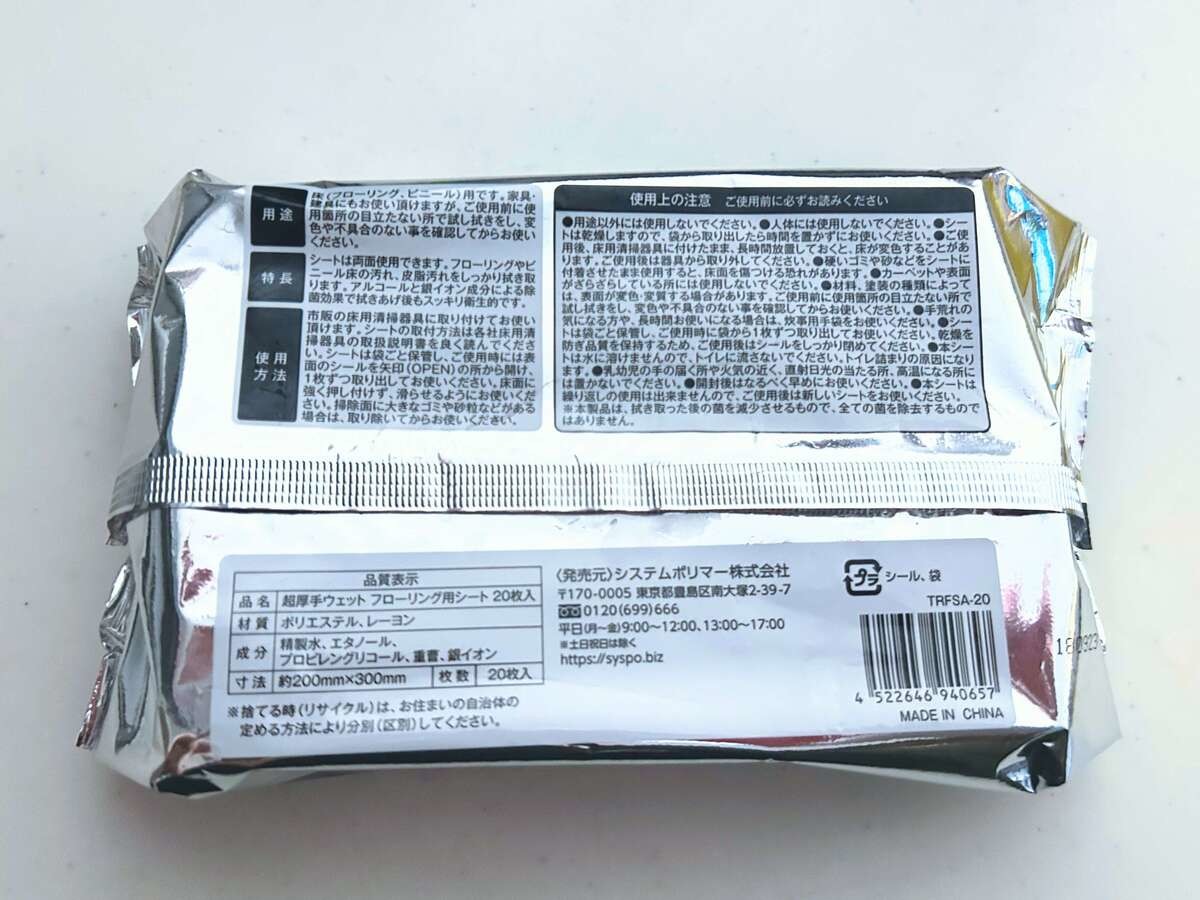 用途
床(フローリング、ビニール)用です。家具・
建具にもお使い頂けますが、ご使用前に使
用箇所の目立たない所で試し拭きをし、変
色や不具合のない事を確認してからお使い
ください。
特長
シートは両面使用できます。フローリングやビ
ニール床の汚れ、皮脂汚れをしっかり拭き取
ります。アルコールと銀イオン成分による除
菌効果で拭きあげ後もスッキリ衛生的です。
使用
方法
市販の床用清掃器具に取り付けてお使い
頂けます。シートの取付方法は各社床用清
掃器具の取扱説明書を良く読んでくださ
い。シートは袋ごと保管し、ご使用時には表
面のシールを矢印(OPEN)の所から開け、
1枚ずつ取り出してお使いください。床面に
強く押し付けず、滑らせるようにお使いくだ
さい。掃除面に大きなゴミや砂粒などがある
場合は、取り除いてからお使いください。
使用上の注意 ご使用前に必ずお読みください
●用途以外には使用しないでください。●人体には使用しないでください。●シー
トは乾燥しますので、袋から取り出したら時間を置かずにお使いください。●ご使
用後、床用清掃器具に付けたまま、長時間放置しておくと、床が変色することがあ
ります。ご使用後は器具から取り外してください。●硬いゴミや砂などをシートに
付着させたまま使用すると、床面を傷つける恐れがあります。●カーペットや表面
がざらざらしている所には使用しないでください。●材料、塗装の種類によって
は、表面が変色・変質する場合があります。ご使用前に使用箇所の目立たない所で
試し拭きをし、変色や不具合のない事を確認してからお使いください。●手荒れの
気になる方や、長時間お使いになる場合は、炊事用手袋をお使いください。●シー
トは袋ごと保管し、ご使用時に袋から1枚ずつ取り出してお使いください。乾燥を
防ぎ品質を保持するため、ご使用後はシールをしっかり閉めてください。●本シー
トは水に溶けませんので、トイレに流さないでください。トイレ詰まりの原因になり
ます。●乳幼児の手の届く所や火気の近く、直射日光の当たる所、高温になる所に
は置かないでください。●開封後はなるべく早めにお使いください。●本シートは
繰り返しの使用は出来ませんので、ご使用後は新しいシートをお使いください。
※本製品は、拭き取った後の菌を減少させるもので、全ての菌を除去するもので
はありません。
品質表示
品名 超厚手ウェット フローリング用シート 20枚入
材質 ポリエステル、レーヨン
成分 精製水、エタノール、
プロピレングリコール、重曹、銀イオン
寸法 約200mm×300mm 枚数 20枚入
※捨てる時(リサイクル)は、お住まいの自治体の
定める方法により分別(区別)してください。
〈発売元〉システムポリマー株式会社
〒170-0005 東京都豊島区南大塚2-39-7
0120(699)666
平日(月〜金)9:00〜12:00、13:00〜17:00
※土日祝日は除く
https://syspo.biz
プラ シール、袋
TRFSA-20
4 522646 940657
MADE IN CHINA